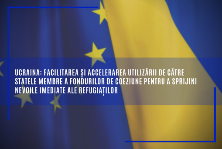 UCRAINA: FACILITAREA ȘI ACCELERAREA UTILIZĂRII DE CĂTRE
STATELE MEMBRE A FONDURILOR DE COEZIUNE PENTRU A SPRIJINI
NEVOILE IMEDIATE ALE REFUGIAȚILOR